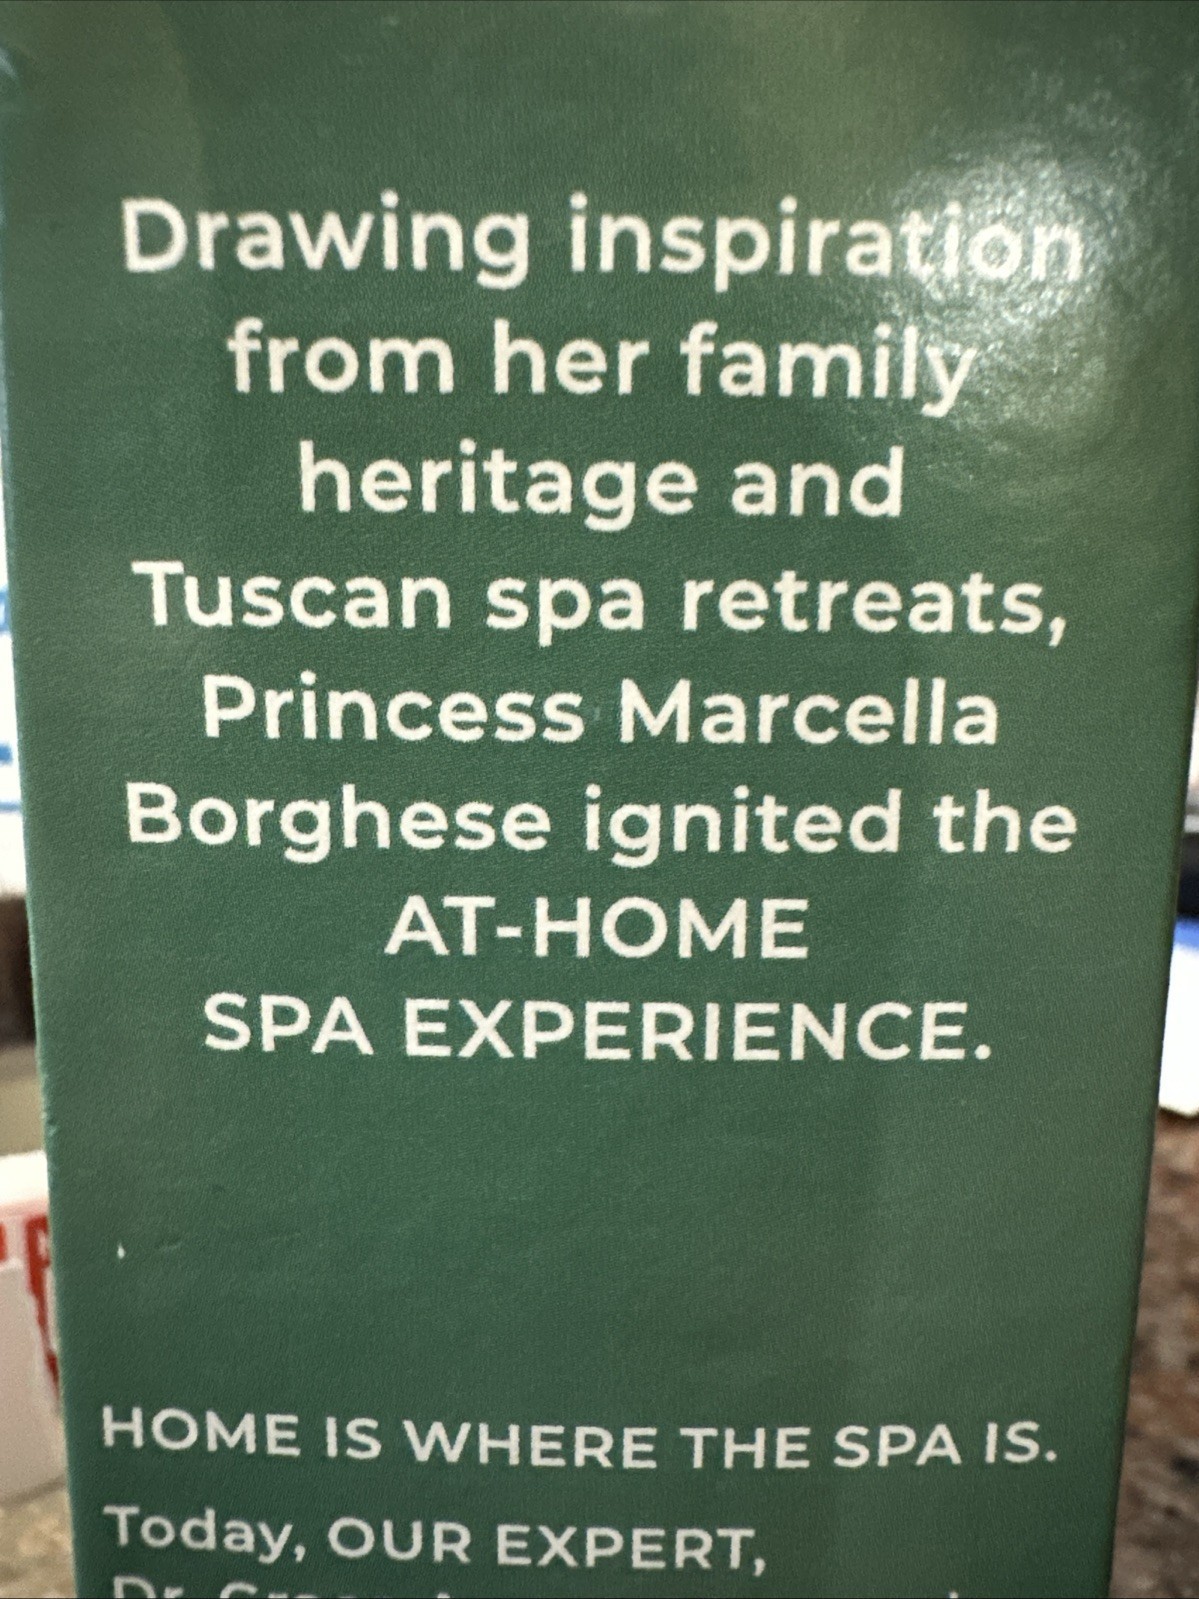 Drawing inspiration
from her family
heritage and
Tuscan spa retreats,
Princess Marcella
Borghese ignited the
AT-HOME
SPA EXPERIENCE.
HOME IS WHERE THE SPA IS.
Today, OUR EXPERT,
Dr.